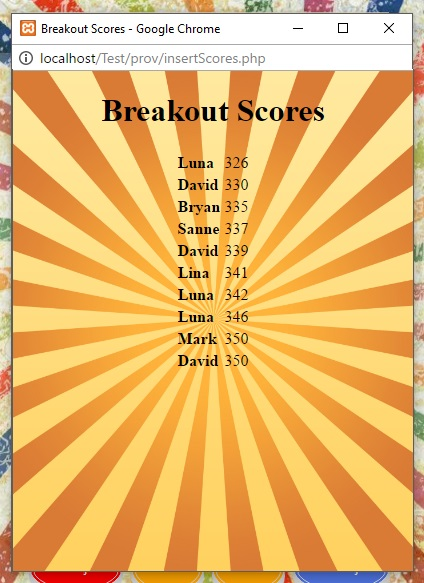 Breakout Scores - Google Chrome
localhost/Test/prov/insertScores.php
Breakout Scores
Luna 326
David 330
Bryan 335
Sanne 337
David 339
Lina 341
Luna 342
Luna 346
Mark 350
David 350